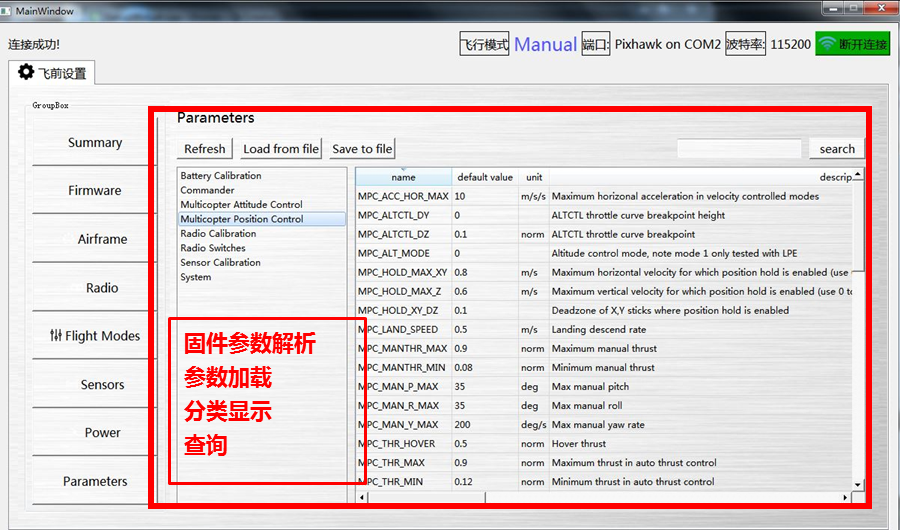 MainWindow
连接成功!
飞行模式 Manual 端口: Pixhawk on COM2 波特率: 115200 断开连接
飞前设置
GroupBox
Summary
Firmware
Airframe
Radio
Flight Modes
Sensors
Power
Parameters
Parameters
Refresh Load from file Save to file search
Battery Calibration
Commander
Multicopter Attitude Control
Multicopter Position Control
Radio Calibration
Radio Switches
Sensor Calibration
System
固件参数解析
参数加载
分类显示
查询
name default value unit descrip
MPC_ACC_HOR_MAX 10 m/s/s Maximum horizonal acceleration in velocity controlled modes
MPC_ALTCTL_DY 0 ALTCTL throttle curve breakpoint height
MPC_ALTCTL_DZ 0.1 norm ALTCTL throttle curve breakpoint
MPC_ALT_MODE 0 Altitude control mode, note mode 1 only tested with LPE
MPC_HOLD_MAX_XY 0.8 m/s Maximum horizontal velocity for which position hold is enabled (use
MPC_HOLD_MAX_Z 0.6 m/s Maximum vertical velocity for which position hold is enabled (use 0 to
MPC_HOLD_XY_DZ 0.1 Deadzone of X,Y sticks where position hold is enabled
MPC_LAND_SPEED 0.5 m/s Landing descend rate
MPC_MANTHR_MAX 0.9 norm Maximum manual thrust
MPC_MANTHR_MIN 0.08 norm Minimum manual thrust
MPC_MAN_P_MAX 35 deg Max manual pitch
MPC_MAN_R_MAX 35 deg Max manual roll
MPC_MAN_Y_MAX 200 deg/s Max manual yaw rate
MPC_THR_HOVER 0.5 norm Hover thrust
MPC_THR_MAX 0.9 norm Maximum thrust in auto thrust control
MPC_THR_MIN 0.12 norm Minimum thrust in auto thrust control